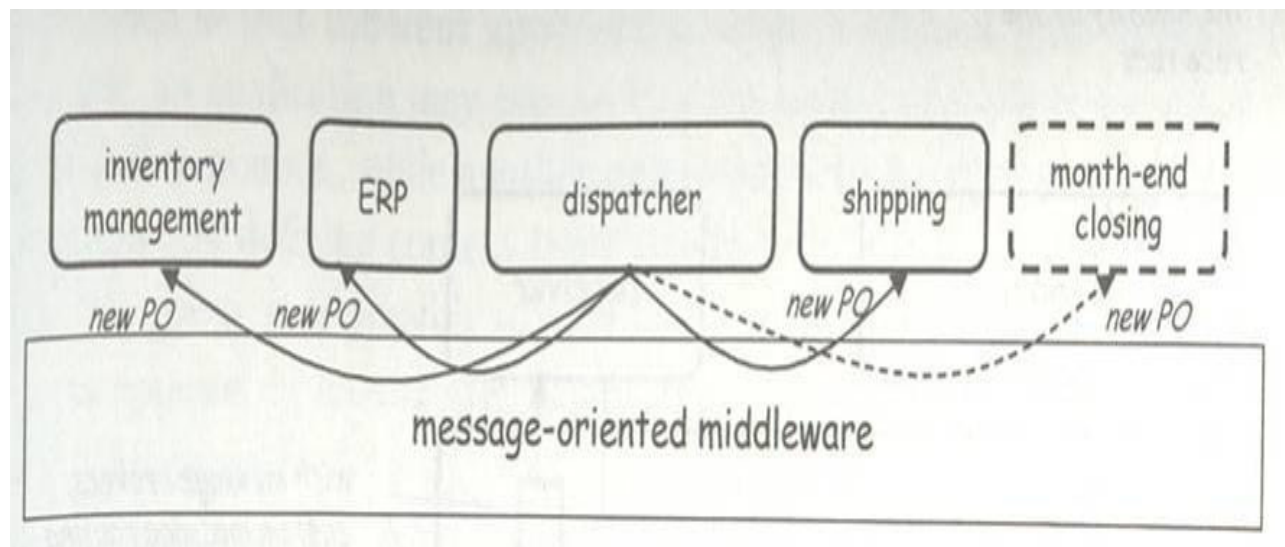 inventory
management
ERP
dispatcher
shipping
month-end
closing
new PO
new PO
new PO
new PO
message-oriented middleware